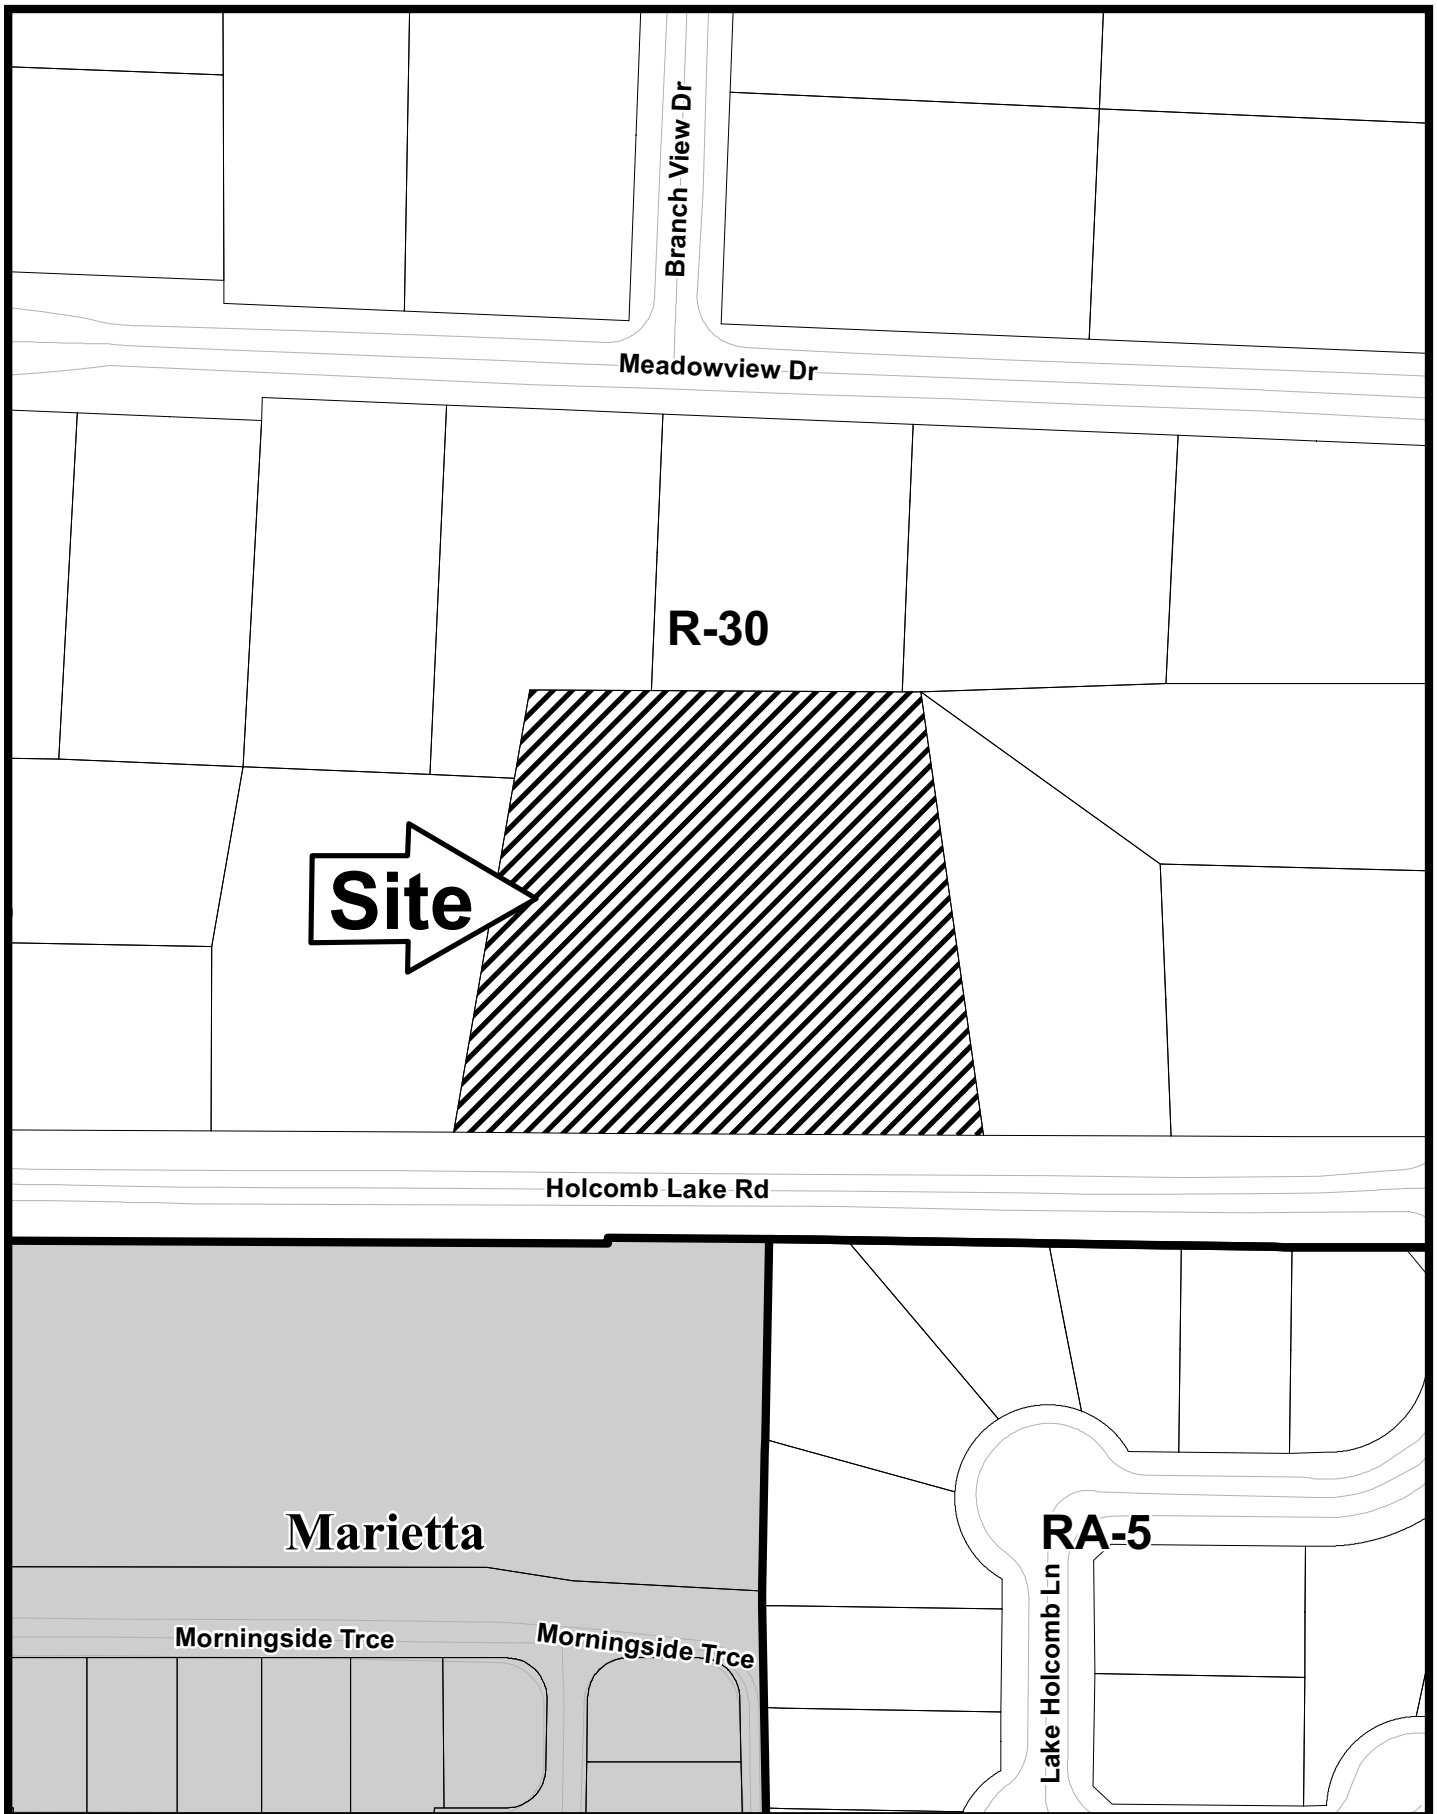 Branch View Dr
Meadowview Dr
R-30
Site
Holcomb Lake Rd
Marietta
RA-5
Lake Holcomb Ln
Morningside Trce
Morningside Trce